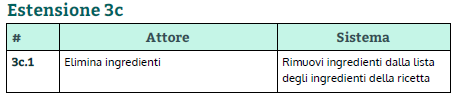 Estensione 3c
# Attore Sistema
3c.1 Elimina ingredienti Rimuovi ingredienti dalla lista
degli ingredienti della ricetta